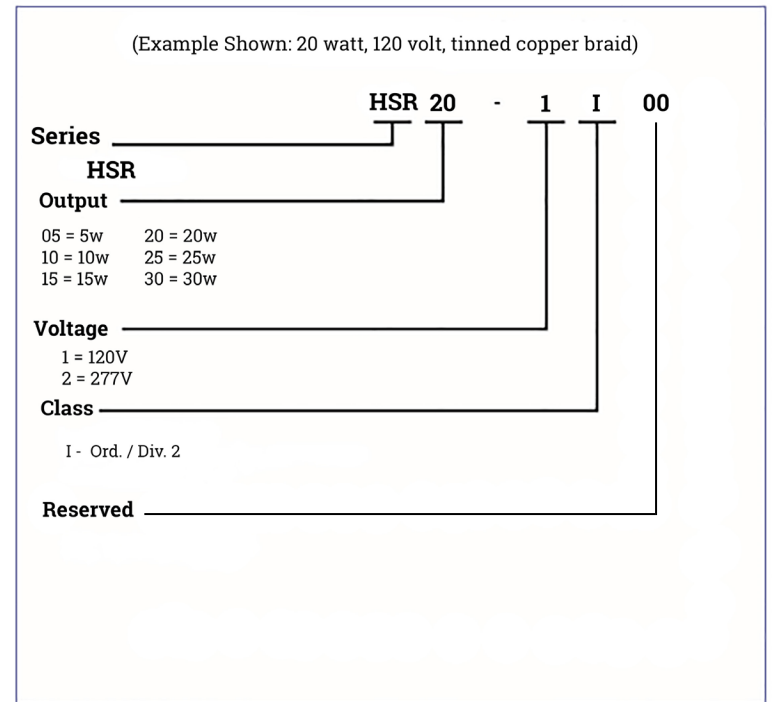 (Example Shown: 20 watt, 120 volt, tinned copper braid)
HSR 20 - 1 I 00
Series
HSR
Output
05 = 5w 20 = 20w
10 = 10w 25 = 25w
15 = 15w 30 = 30w
Voltage
1 = 120V
2 = 277V
Class
I - Ord. / Div. 2
Reserved